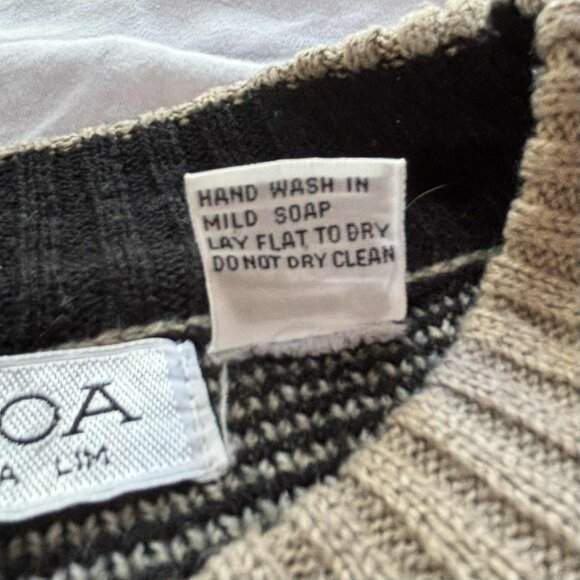 HAND WASH IN
MILD SOAP
LAY FLAT TO DRY
DO NOT DRY CLEAN
OA
A LIM